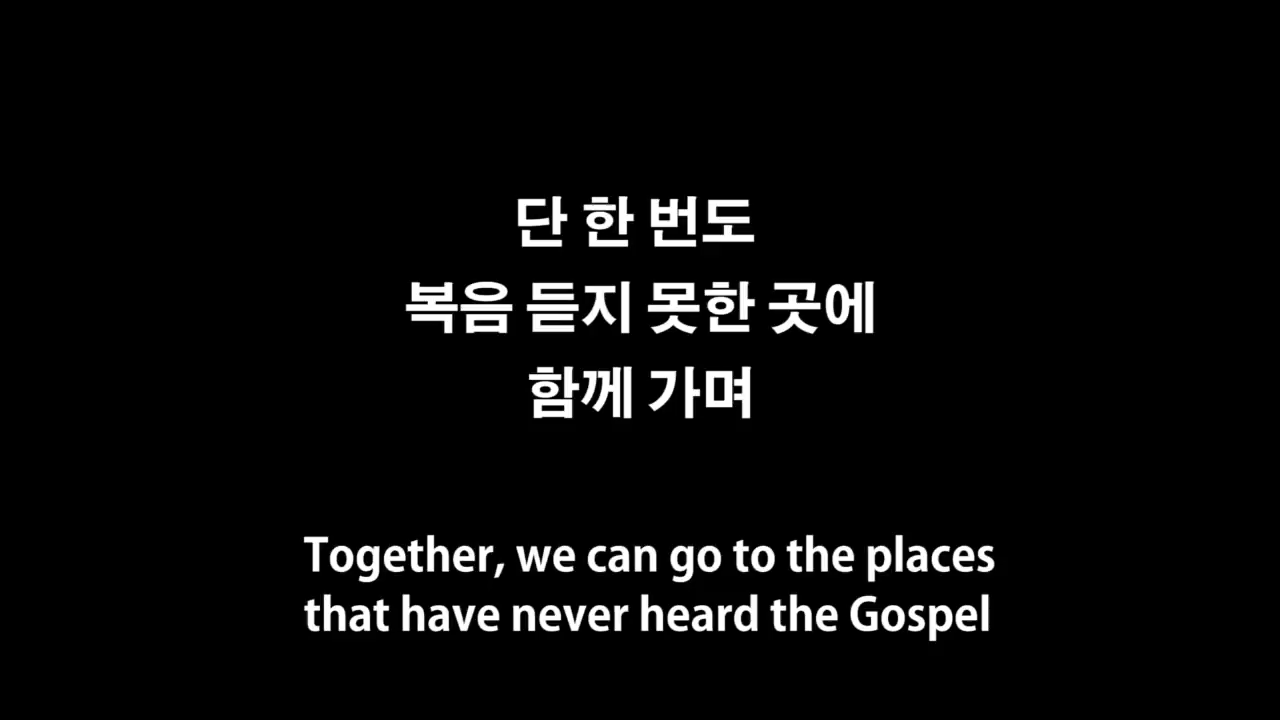 단 한 번도
복음 듣지 못한 곳에
함께 가며
Together, we can go to the places
that have never heard the Gospel